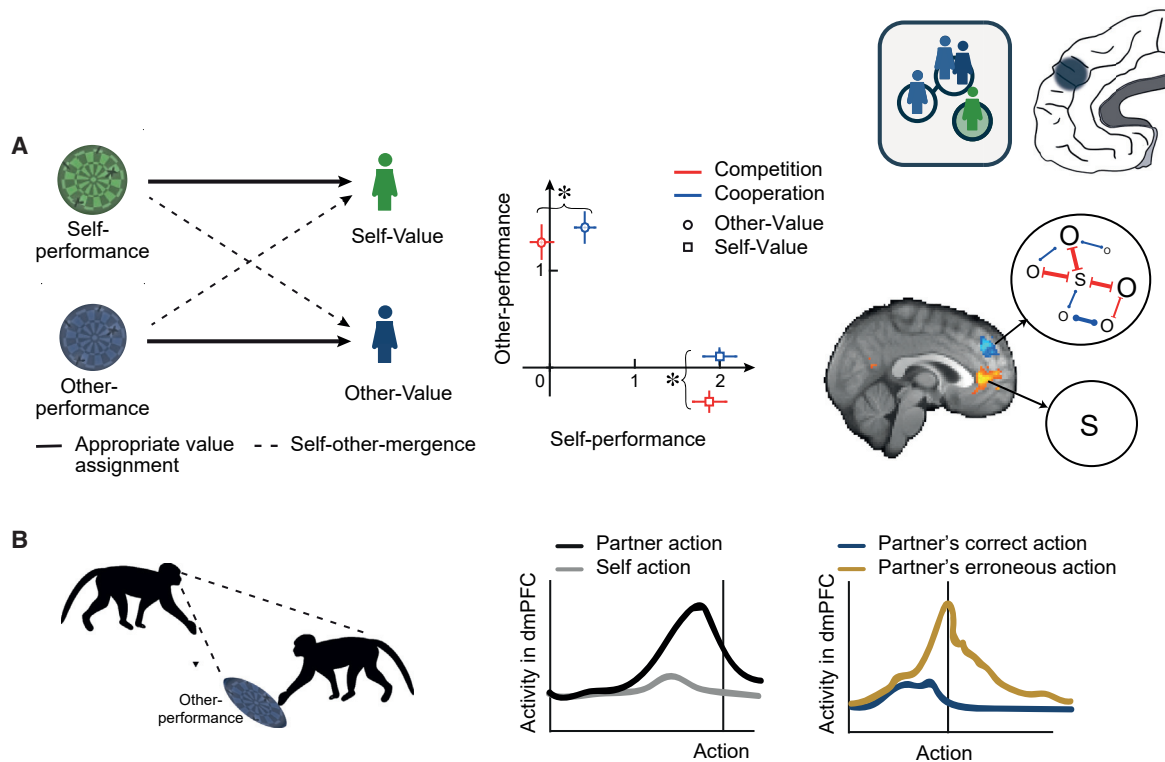 A
Self-
performance
Self-Value
Other-
performance
Other-Value
Appropriate value
assignment
Self-other-mergence
Competition
Cooperation
Other-Value
Self-Value
Other-performance
*
1
0
1
2
*
Self-performance
O
o
O
S
O
o
O
S
B
Other-
performance
Partner action
Self action
Activity in dmPFC
Action
Partner's correct action
Partner's erroneous action
Activity in dmPFC
Action